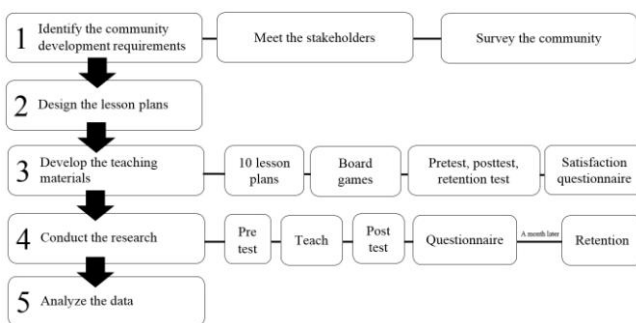 1 Identify the community
development requirements
Meet the stakeholders
Survey the community
2 Design the lesson plans
3 Develop the teaching
materials
10 lesson
plans
Board
games
Pretest, posttest,
retention test
Satisfaction
questionnaire
4 Conduct the research
Pre
test
Teach
Post
test
Questionnaire
A month later
Retention
5 Analyze the data